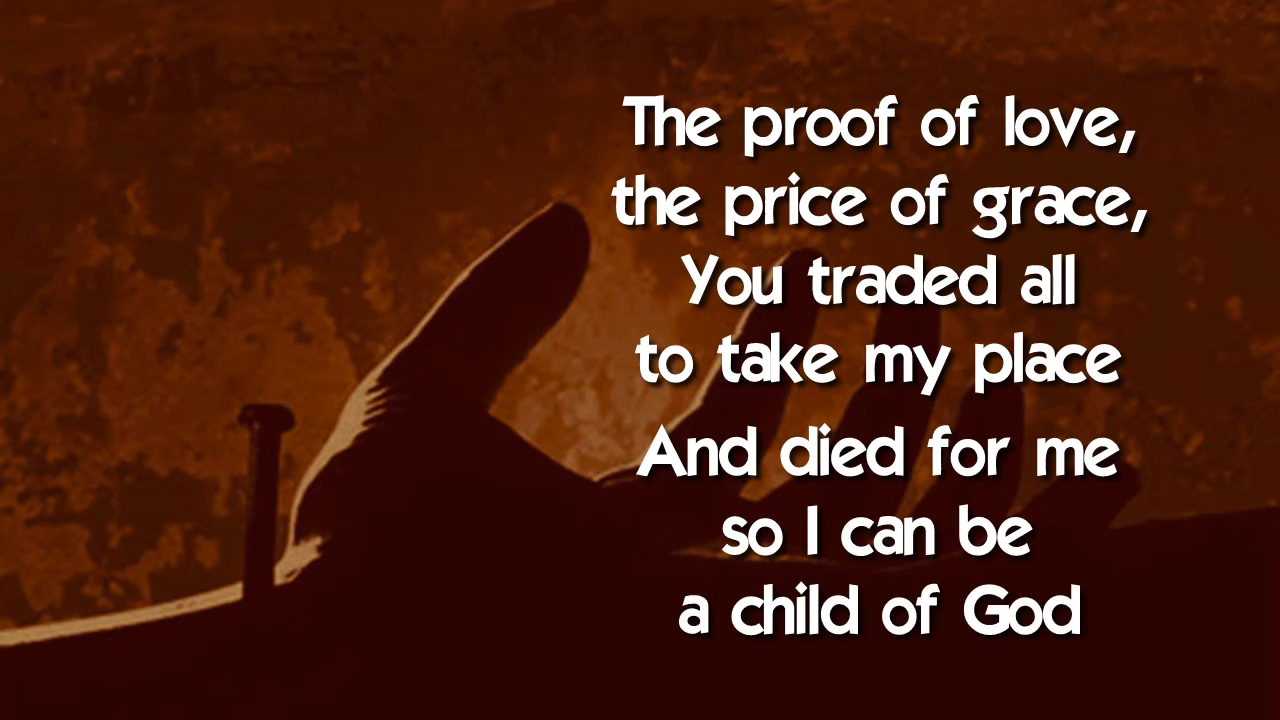 The proof of love,
the price of grace,
You traded all
to take my place
And died for me
so I can be
a child of God